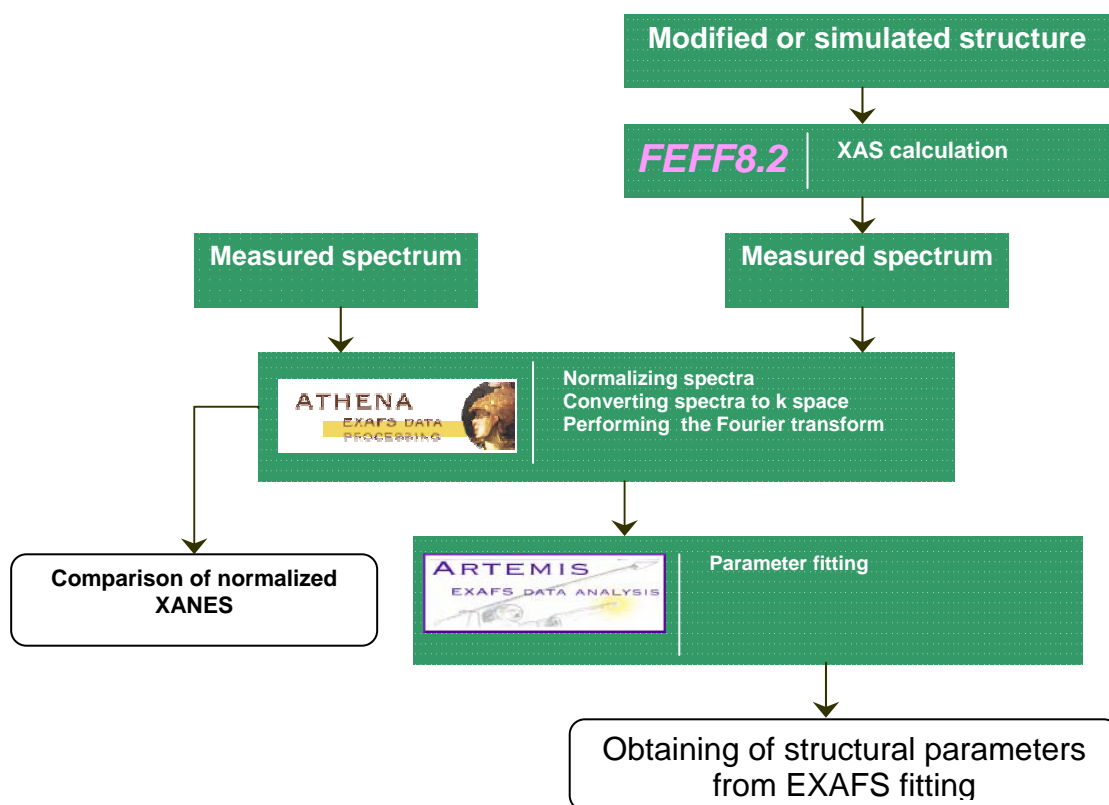 Modified or simulated structure
FEFF8.2
XAS calculation
Measured spectrum
Measured spectrum
ATHENA
EXAFS DATA
PROCESSING
Normalizing spectra
Converting spectra to k space
Performing the Fourier transform
Comparison of normalized
XANES
ARTEMIS
EXAFS DATA ANALYSIS
Parameter fitting
Obtaining of structural parameters
from EXAFS fitting